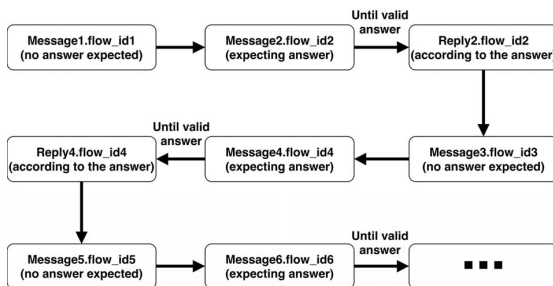 Until valid
answer
Message1.flow_id1
(no answer expected)
Message2.flow_id2
(expecting answer)
Reply2.flow_id2
(according to the answer)
Until valid
answer
Reply4.flow_id4
(according to the answer)
Message4.flow_id4
(expecting answer)
Message3.flow_id3
(no answer expected)
Until valid
answer
Message5.flow_id5
(no answer expected)
Message6.flow_id6
(expecting answer)